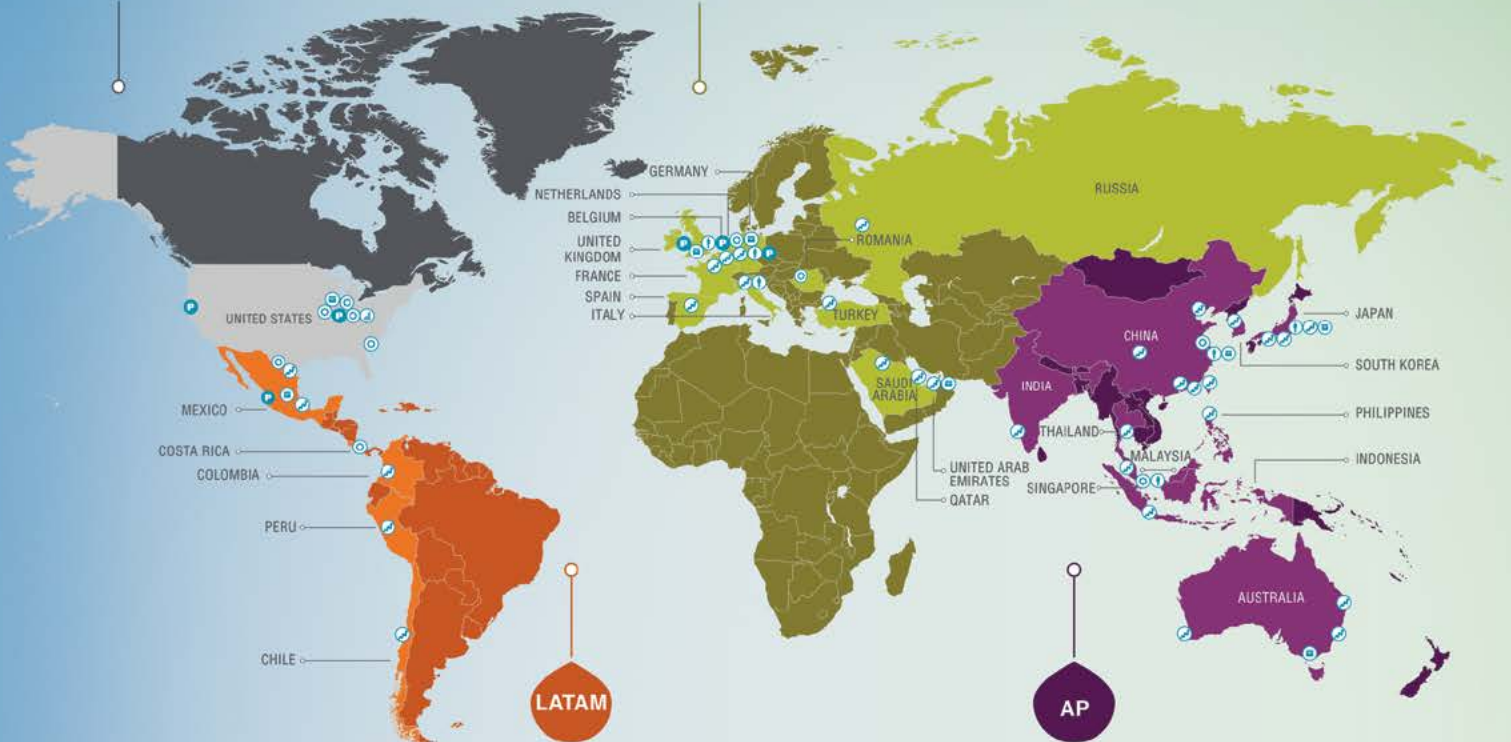 GERMANY
NETHERLANDS
BELGIUM
UNITED
KINGDOM
FRANCE
SPAIN
ITALY
ROMANIA
RUSSIA
TURKEY
UNITED STATES
MEXICO
COSTA RICA
COLOMBIA
PERU
CHILE
LATAM
SAUDI
ARABIA
UNITED ARAB
EMIRATES
QATAR
CHINA
INDIA
JAPAN
SOUTH KOREA
PHILIPPINES
THAILAND
MALAYSIA
INDONESIA
SINGAPORE
AUSTRALIA
AP
P
P
P
P
P
P